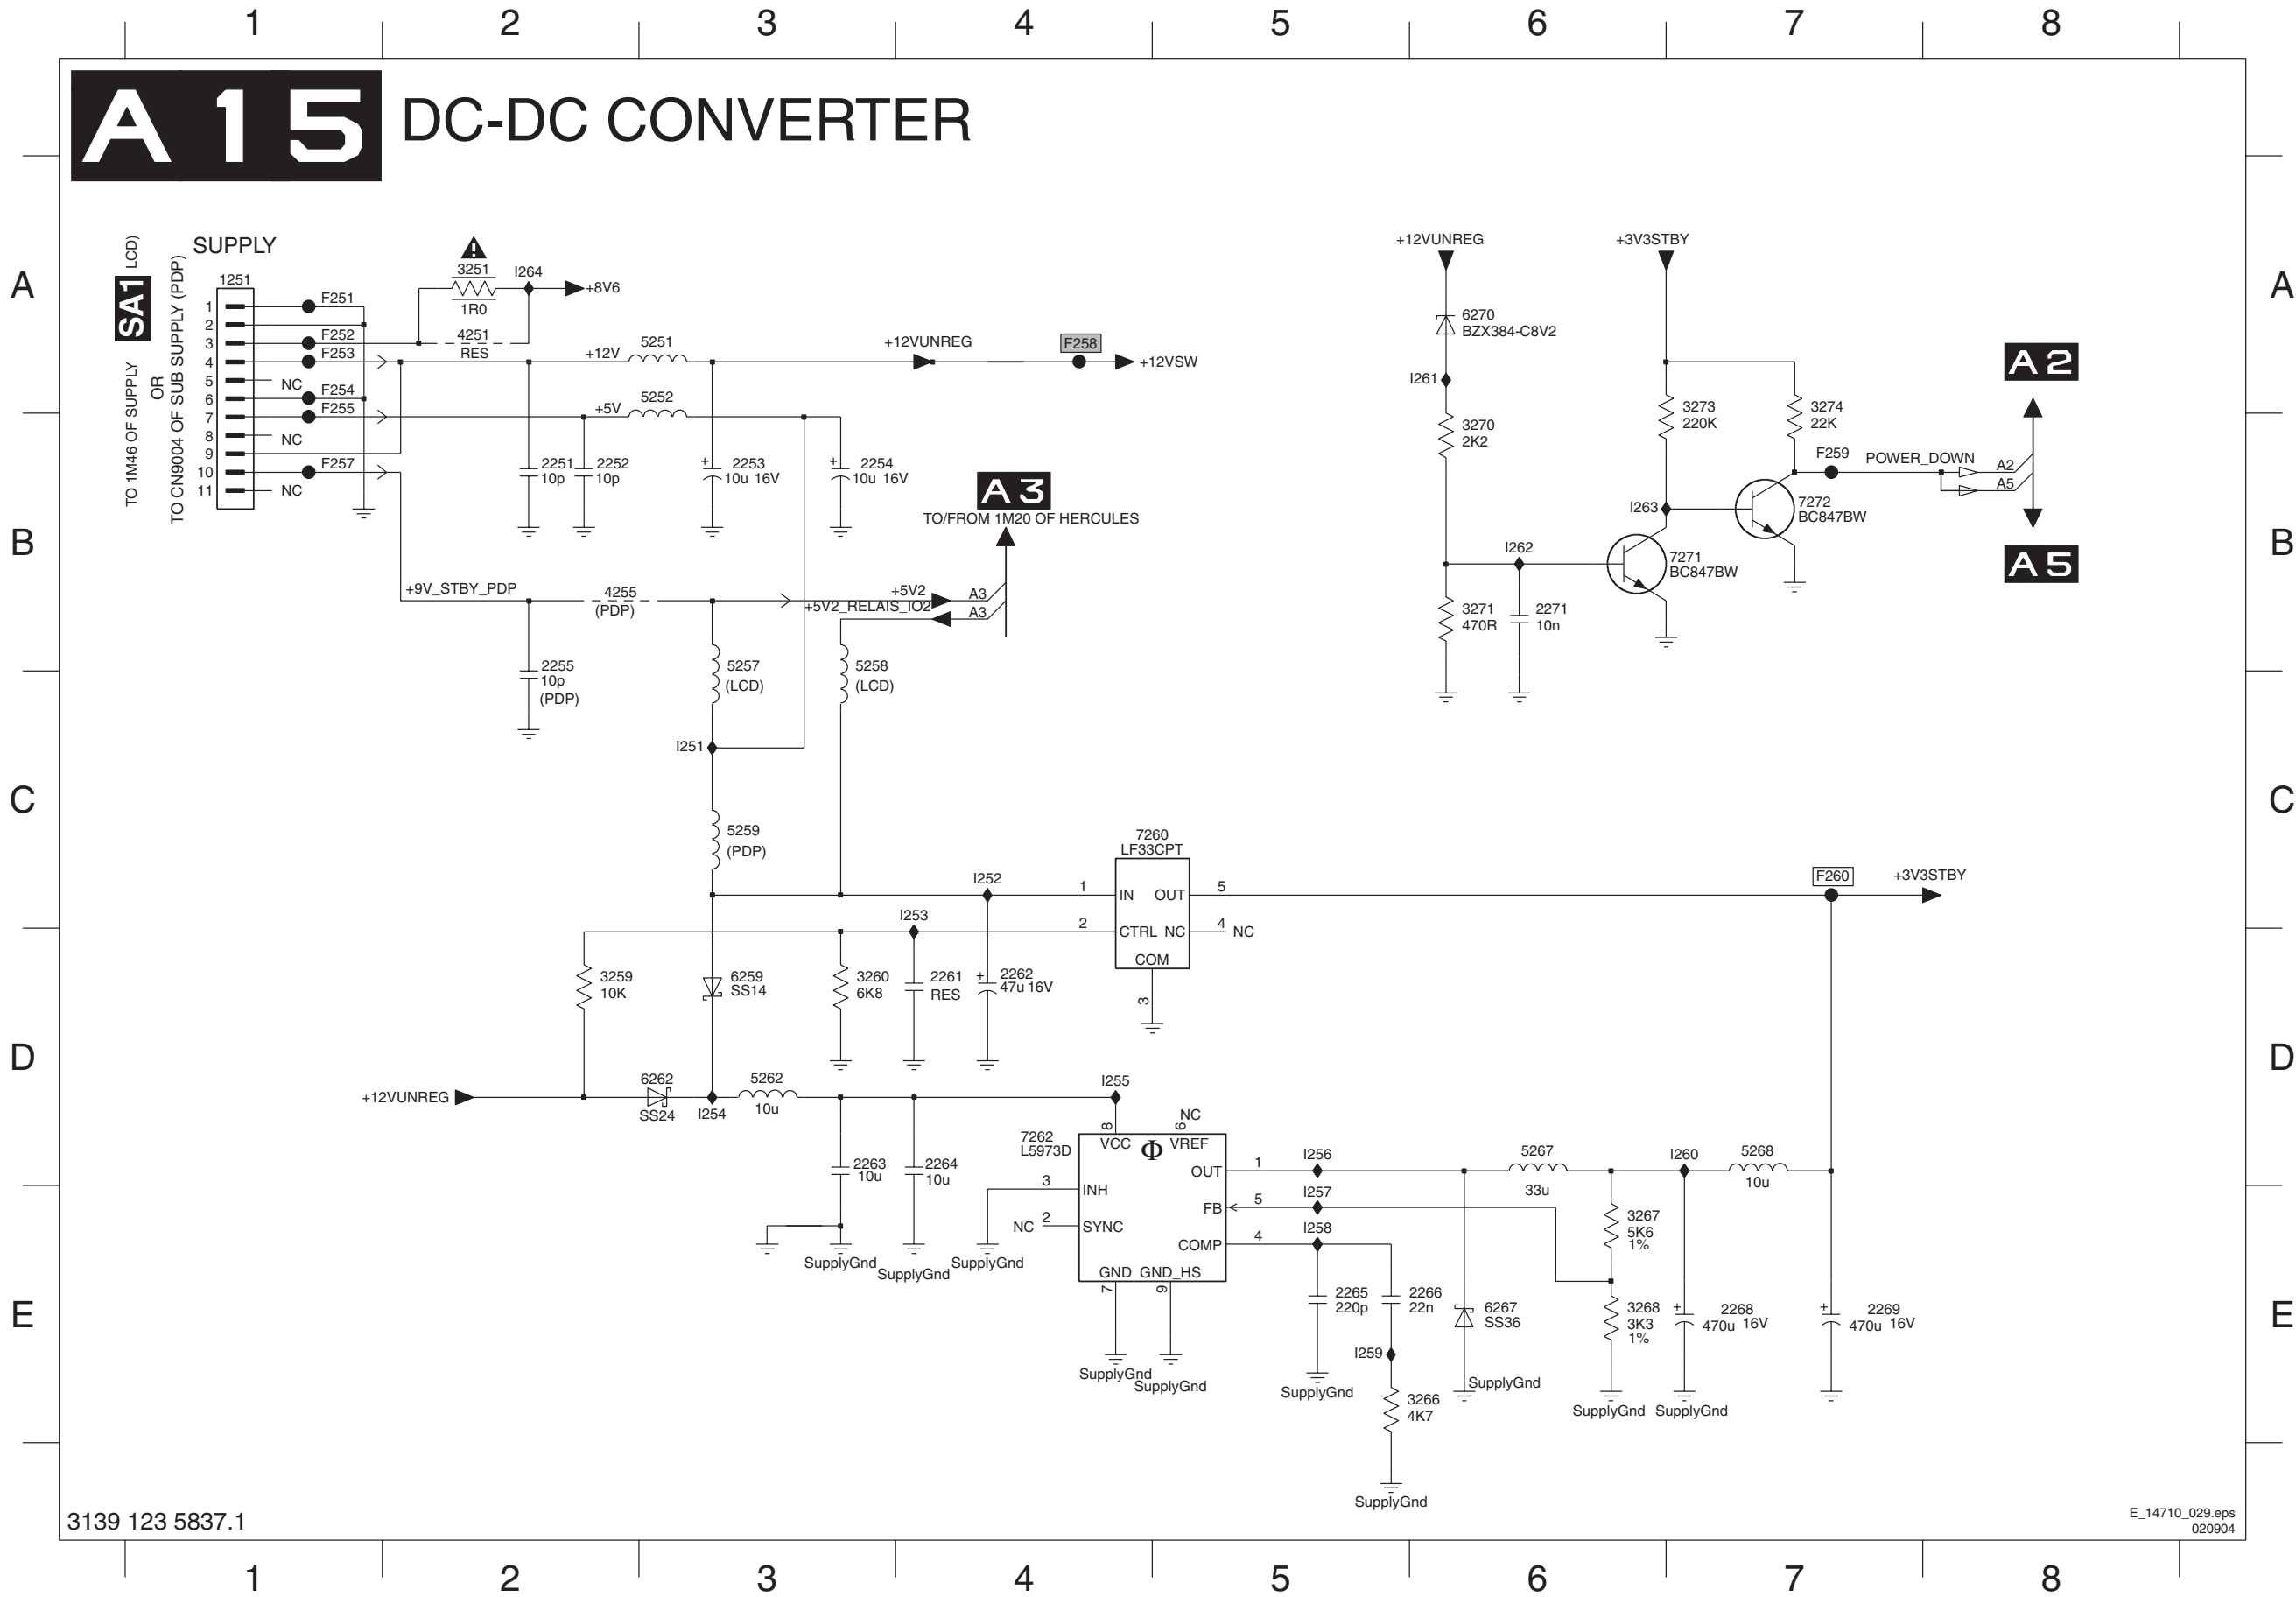 1 2 3 4 5 6 7 8
A15 DC-DC CONVERTER
A
B
C
D
E
TO 1M46 OF SUPPLY SA1 LCD)
OR
TO CN9004 OF SUB SUPPLY (PDP)
SUPPLY
1251
1
2
3
4
5
6
7
8
9
10
11
F251
F252
F253
NC
F254
F255
NC
F257
NC
3251
1R0
I264
+8V6
4251
RES
+12V
5251
+12VUNREG
F258
+12VSW
+5V
5252
2251
10p
2252
10p
2253
10u 16V
2254
10u 16V
A3
TO/FROM 1M20 OF HERCULES
+9V_STBY_PDP
4255
(PDP)
+5V2
A3
+5V2_RELAIS_IO2
A3
2255
10p
(PDP)
5257
(LCD)
5258
(LCD)
I251
5259
(PDP)
+12VUNREG
6270
BZX384-C8V2
I261
3270
2K2
I262
3271
470R
2271
10n
+3V3STBY
3273
220K
3274
22K
F259
POWER_DOWN
A2
A5
A2
A5
I263
7272
BC847BW
7271
BC847BW
7260
LF33CPT
I252
1
IN OUT
5
F260
+3V3STBY
I253
2
CTRL NC
4 NC
COM
3
3259
10K
6259
SS14
3260
6K8
2261
RES
2262
47u 16V
+12VUNREG
6262
SS24
I254
5262
10u
I255
2263
10u
2264
10u
SupplyGnd
SupplyGnd
SupplyGnd
7262
L5973D
8
NC
6
VCC Φ VREF
OUT
1
3
INH
FB
5
NC 2
SYNC
COMP
4
GND GND_HS
7
9
SupplyGnd
SupplyGnd
I256
I257
I258
2265
220p
2266
22n
SupplyGnd
I259
3266
4K7
SupplyGnd
6267
SS36
SupplyGnd
5267
33u
I260
5268
10u
3267
5K6
1%
3268
3K3
1%
SupplyGnd
2268
470u 16V
SupplyGnd
2269
470u 16V
A
B
C
D
E
3139 123 5837.1
E_14710_029.eps
020904
1 2 3 4 5 6 7 8